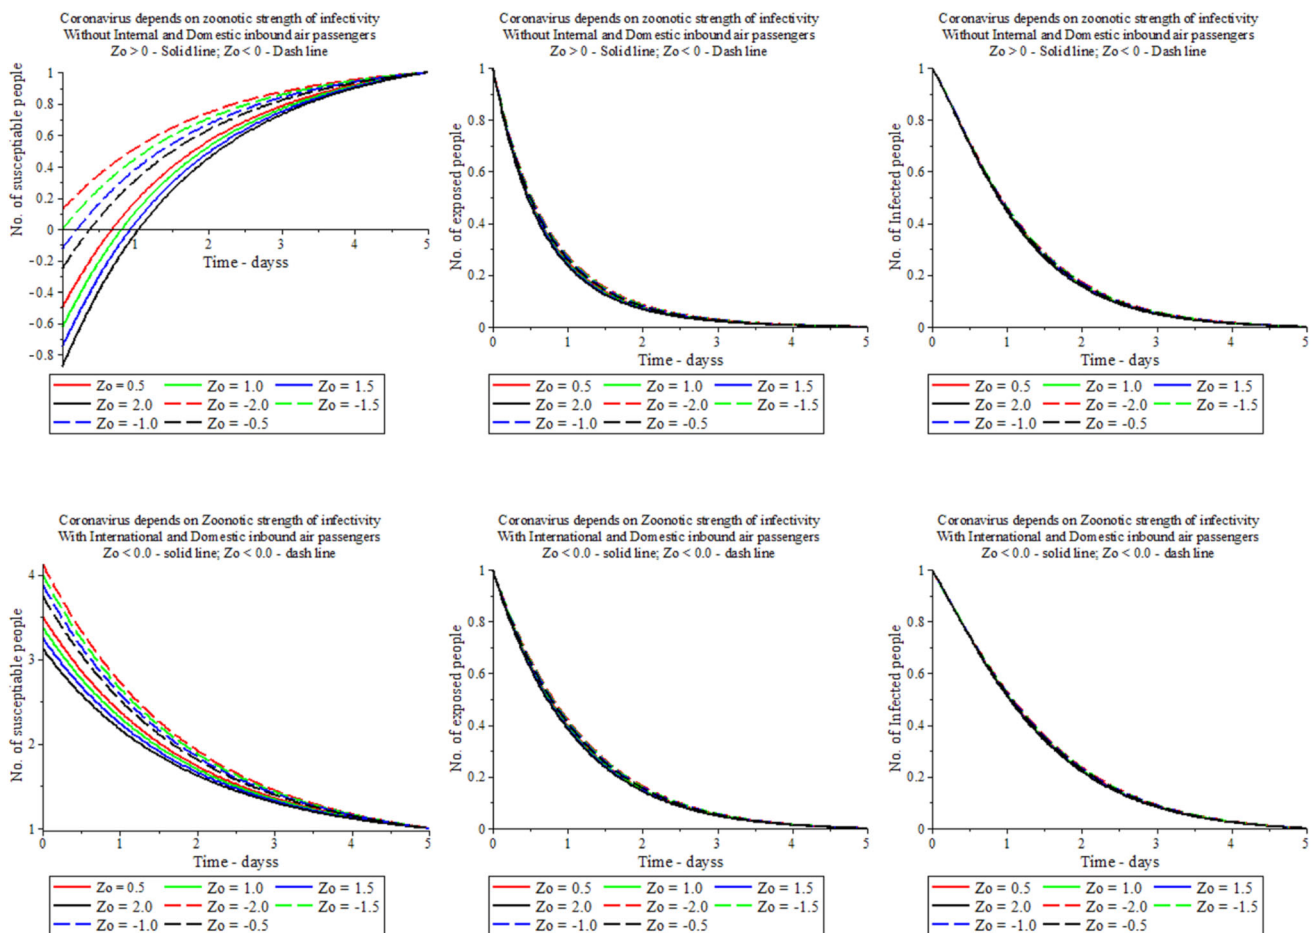 Coronavirus depends on zoonotic strength of infectivity
Without Internal and Domestic inbound air passengers
Zo > 0 - Solid line; Zo < 0 - Dash line
No. of susceptiable people
1
0.8
0.6
0.4
0.2
0
-0.2
-0.4
-0.6
-0.8
1
2
3
4
5
Time - dayss
Zo = 0.5 Zo = 1.0 Zo = 1.5
Zo = 2.0 Zo = -2.0 Zo = -1.5
Zo = -1.0 Zo = -0.5
Coronavirus depends on zoonotic strength of infectivity
Without Internal and Domestic inbound air passengers
Zo > 0 - Solid line; Zo < 0 - Dash line
No. of exposed people
1
0.8
0.6
0.4
0.2
0
0 1 2 3 4 5
Time - dayss
Zo = 0.5 Zo = 1.0 Zo = 1.5
Zo = 2.0 Zo = -2.0 Zo = -1.5
Zo = -1.0 Zo = -0.5
Coronavirus depends on zoonotic strength of infectivity
Without Internal and Domestic inbound air passengers
Zo > 0 - Solid line; Zo < 0 - Dash line
No. of Infected people
1
0.8
0.6
0.4
0.2
0
0 1 2 3 4 5
Time - dayss
Zo = 0.5 Zo = 1.0 Zo = 1.5
Zo = 2.0 Zo = -2.0 Zo = -1.5
Zo = -1.0 Zo = -0.5
Coronavirus depends on Zoonotic strength of infectivity
With International and Domestic inbound air passengers
Zo < 0.0 - solid line; Zo < 0.0 - dash line
No. of susceptiable people
4
3
2
1
0 1 2 3 4 5
Time - dayss
Zo = 0.5 Zo = 1.0 Zo = 1.5
Zo = 2.0 Zo = -2.0 Zo = -1.5
Zo = -1.0 Zo = -0.5
Coronavirus depends on Zoonotic strength of infectivity
With International and Domestic inbound air passengers
Zo < 0.0 - solid line; Zo < 0.0 - dash line
No. of exposed people
1
0.8
0.6
0.4
0.2
0
0 1 2 3 4 5
Time - dayss
Zo = 0.5 Zo = 1.0 Zo = 1.5
Zo = 2.0 Zo = -2.0 Zo = -1.5
Zo = -1.0 Zo = -0.5
Coronavirus depends on Zoonotic strength of infectivity
With International and Domestic inbound air passengers
Zo < 0.0 - solid line; Zo < 0.0 - dash line
No. of Infected people
1
0.8
0.6
0.4
0.2
0
0 1 2 3 4 5
Time - dayss
Zo = 0.5 Zo = 1.0 Zo = 1.5
Zo = 2.0 Zo = -2.0 Zo = -1.5
Zo = -1.0 Zo = -0.5